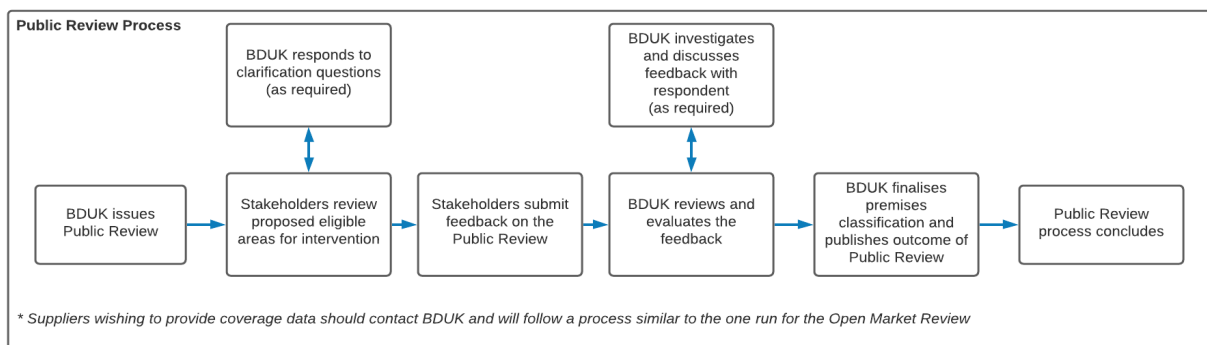 Public Review Process
BDUK responds to
clarification questions
(as required)
BDUK investigates
and discusses
feedback with
respondent
(as required)
BDUK issues
Public Review
Stakeholders review
proposed eligible
areas for intervention
Stakeholders submit
feedback on the
Public Review
BDUK reviews and
evaluates the
feedback
BDUK finalises
premises
classification and
publishes outcome of
Public Review
Public Review
process concludes
* Suppliers wishing to provide coverage data should contact BDUK and will follow a process similar to the one run for the Open Market Review